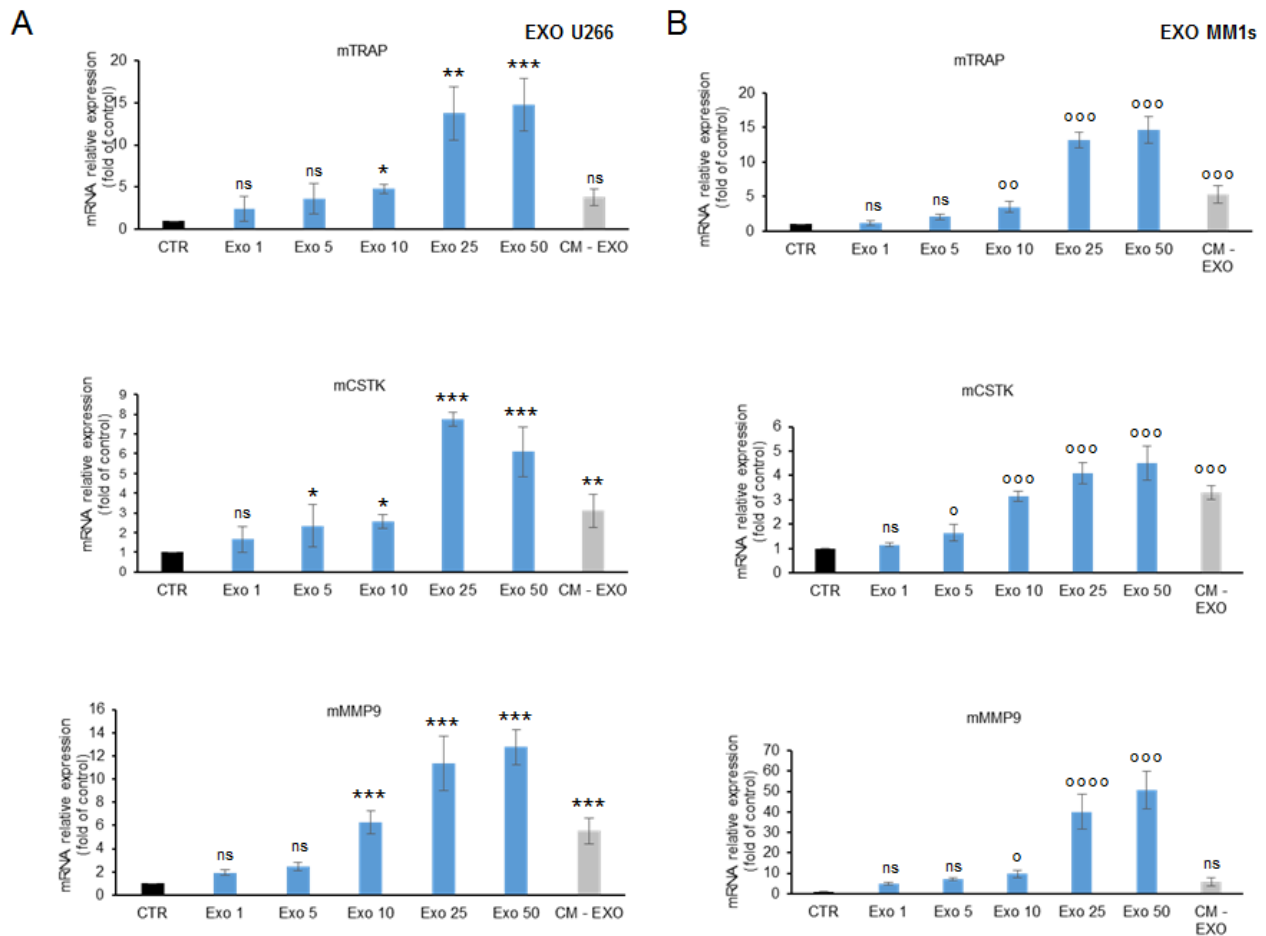 A
EXO U266
mTRAP
mRNA relative expression
(fold of control)
20
15
10
5
0
ns
ns
*
**
***
ns
CTR
Exo 1
Exo 5
Exo 10
Exo 25
Exo 50
CM - EXO
mCSTK
mRNA relative expression
(fold of control)
9
8
7
6
5
4
3
2
1
0
ns
*
*
***
***
**
CTR
Exo 1
Exo 5
Exo 10
Exo 25
Exo 50
CM - EXO
mMMP9
mRNA relative expression
(fold of control)
16
14
12
10
8
6
4
2
0
ns
ns
***
***
***
***
CTR
Exo 1
Exo 5
Exo 10
Exo 25
Exo 50
CM - EXO
B
EXO MM1s
mTRAP
mRNA relative expression
(fold of control)
20
15
10
5
0
ns
ns
oo
ooo
ooo
ooo
CTR
Exo 1
Exo 5
Exo 10
Exo 25
Exo 50
CM -
EXO
mCSTK
mRNA relative expression
(fold of control)
6
5
4
3
2
1
0
ns
o
ooo
ooo
ooo
ooo
CTR
Exo 1
Exo 5
Exo 10
Exo 25
Exo 50
CM -
EXO
mMMP9
mRNA relative expression
(fold of control)
70
60
50
40
30
20
10
0
ns
ns
o
oooo
ooo
ns
CTR
Exo 1
Exo 5
Exo 10
Exo 25
Exo 50
CM -
EXO